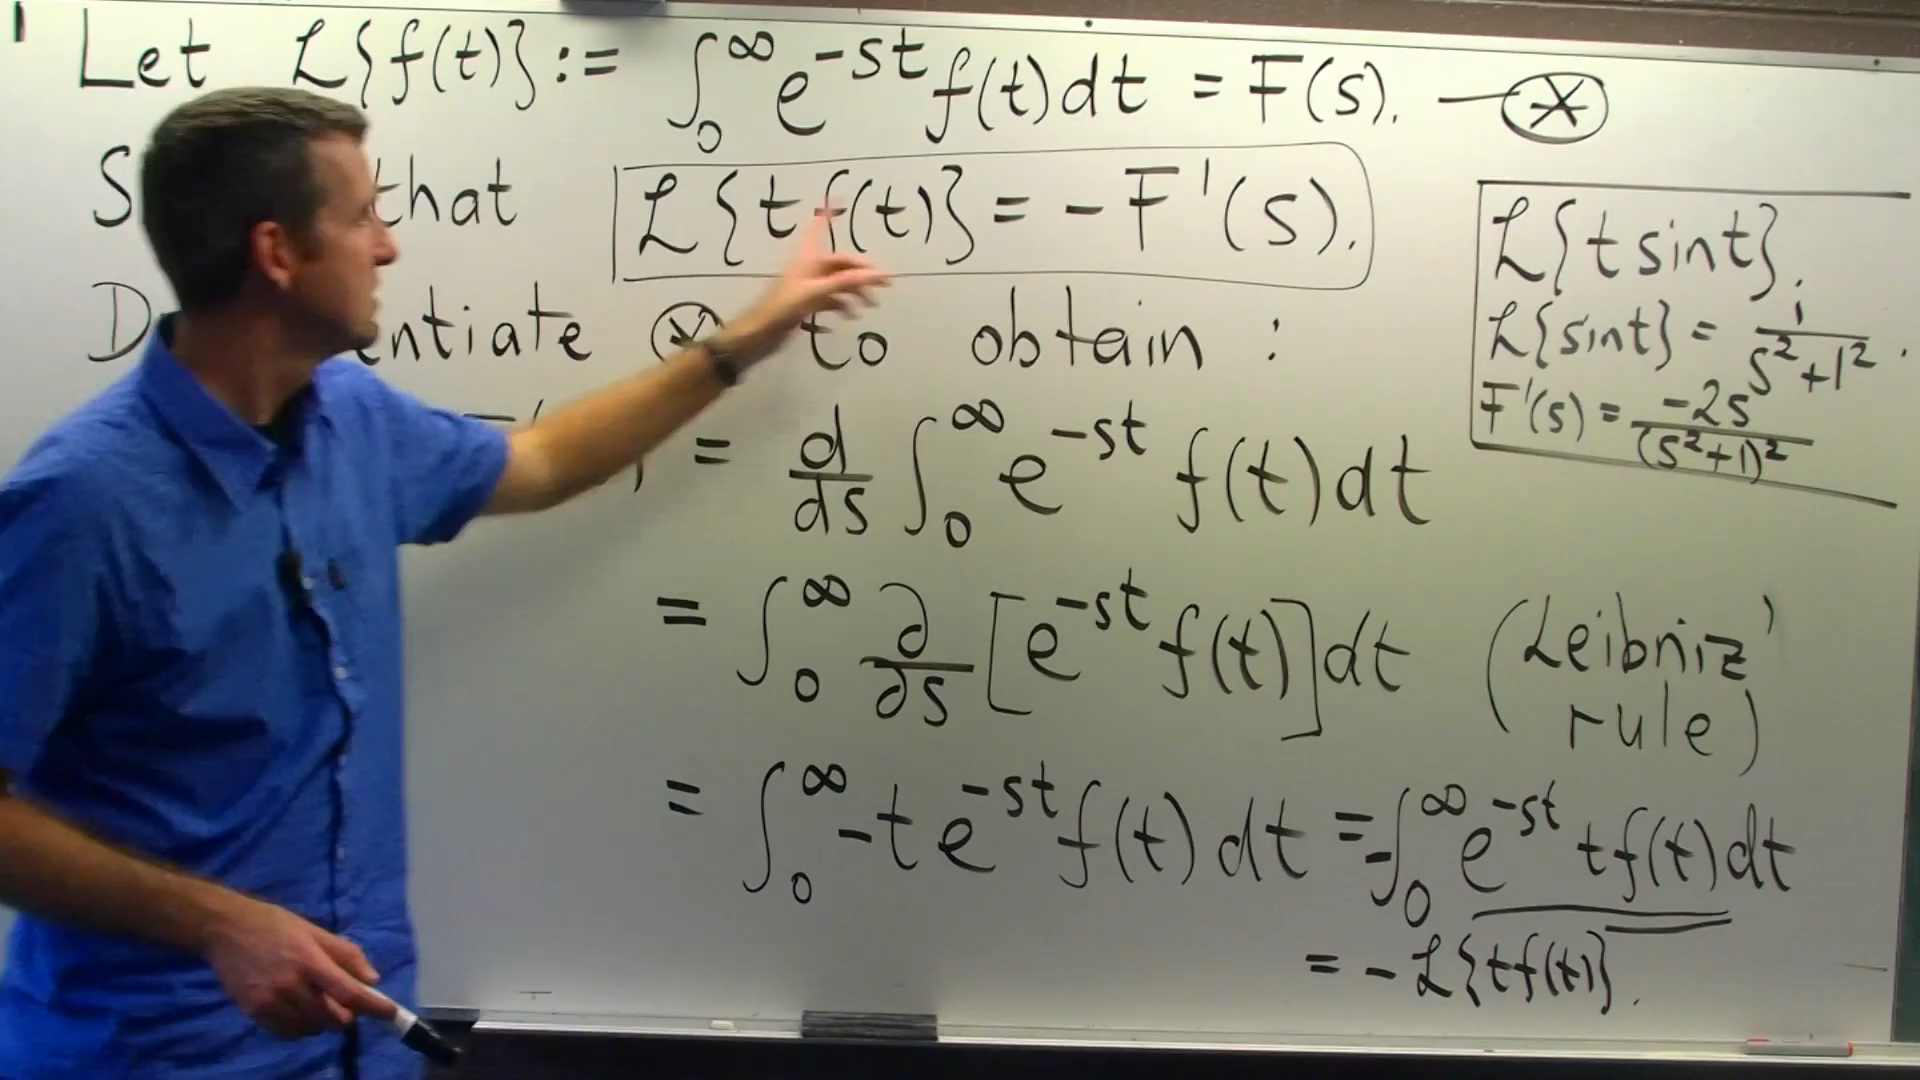 Let ℒ{f(t)} := ∫₀^∞ e^{-st} f(t) dt = F(s). — ⊛
that ℒ{t f(t)} = -F'(s).
to obtain :
= d/ds ∫₀^∞ e^{-st} f(t) dt
= ∫₀^∞ ∂/∂s [e^{-st} f(t)] dt (Leibniz' rule)
= ∫₀^∞ -t e^{-st} f(t) dt = -∫₀^∞ e^{-st} t f(t) dt
= -ℒ{t f(t)}.
ℒ{t sin t}.
ℒ{sin t} = 1/(s²+1²).
F'(s) = -2s/(s²+1)²